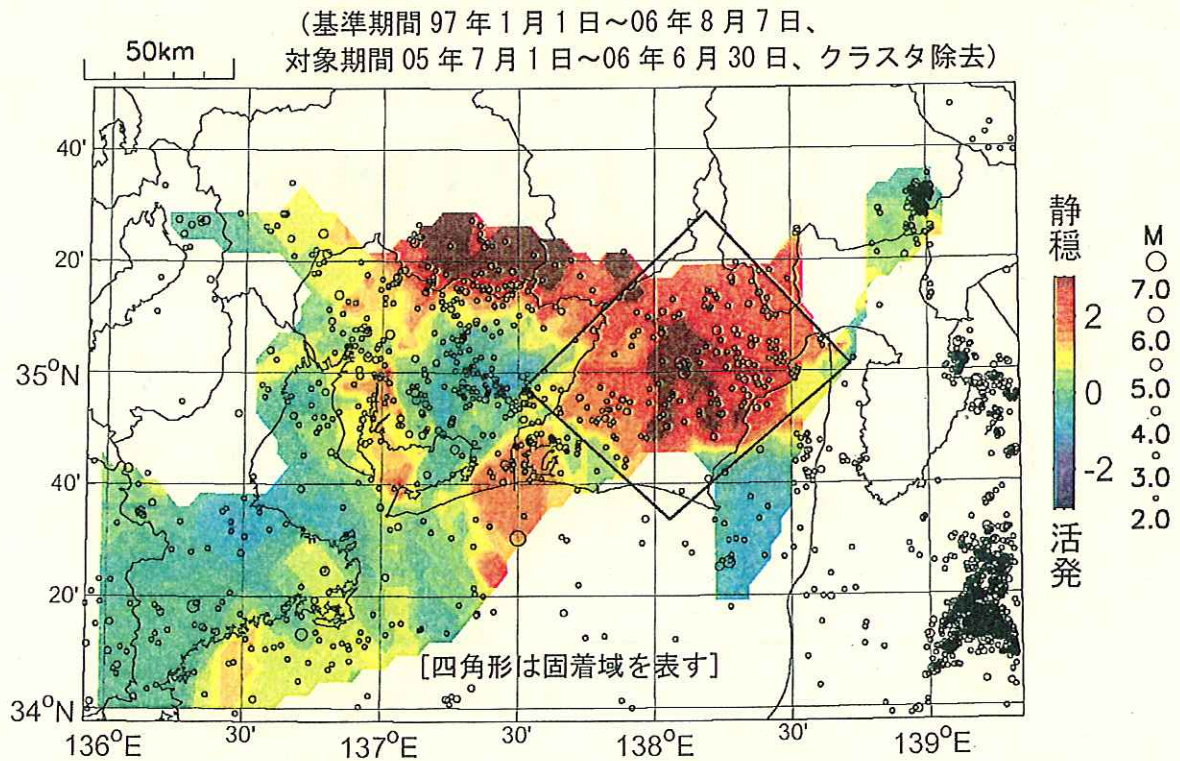 (基準期間 97 年 1 月 1 日～06 年 8 月 7 日、
対象期間 05 年 7 月 1 日～06 年 6 月 30 日、クラスタ除去)
50km
40'
20'
35°N
40'
20'
34°N
136°E
30'
137°E
30'
138°E
30'
139°E
[四角形は固着域を表す]
静穏
2
0
-2
活発
M
7.0
6.0
5.0
4.0
3.0
2.0